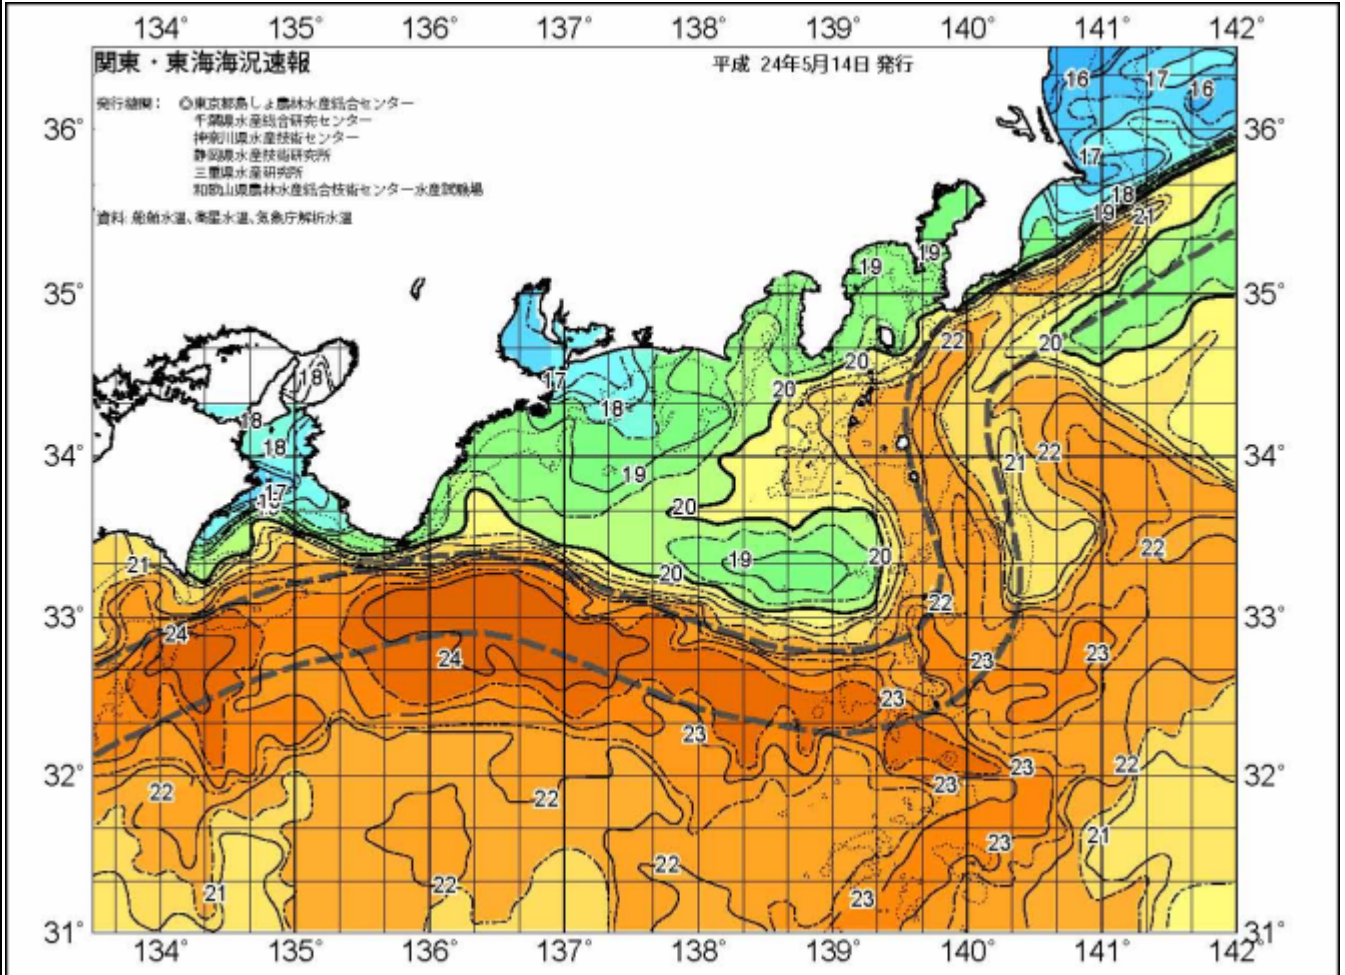 134° 135° 136° 137° 138° 139° 140° 141° 142°
関東・東海海況速報
平成 24年5月14日 発行
発行機関： ◎東京都島しょ農林水産総合センター
千葉県水産総合研究センター
神奈川県水産技術センター
静岡県水産技術研究所
三重県水産研究所
和歌山県農林水産総合技術センター水産試験場
資料: 船舶水温、衛星水温、気象庁解析水温
16 17 16
36° 36°
17
18
19 21
19 19
35° 35°
22 20
20
18 17 20
18 18
18 22
19 21
34° 34°
17
20
22
21 19 20
20
22
33° 33°
24
24 23 23
23
23
32° 23 32°
22
22 22 23
21
23
22
22
21 23
31° 31°
134° 135° 136° 137° 138° 139° 140° 141° 142°